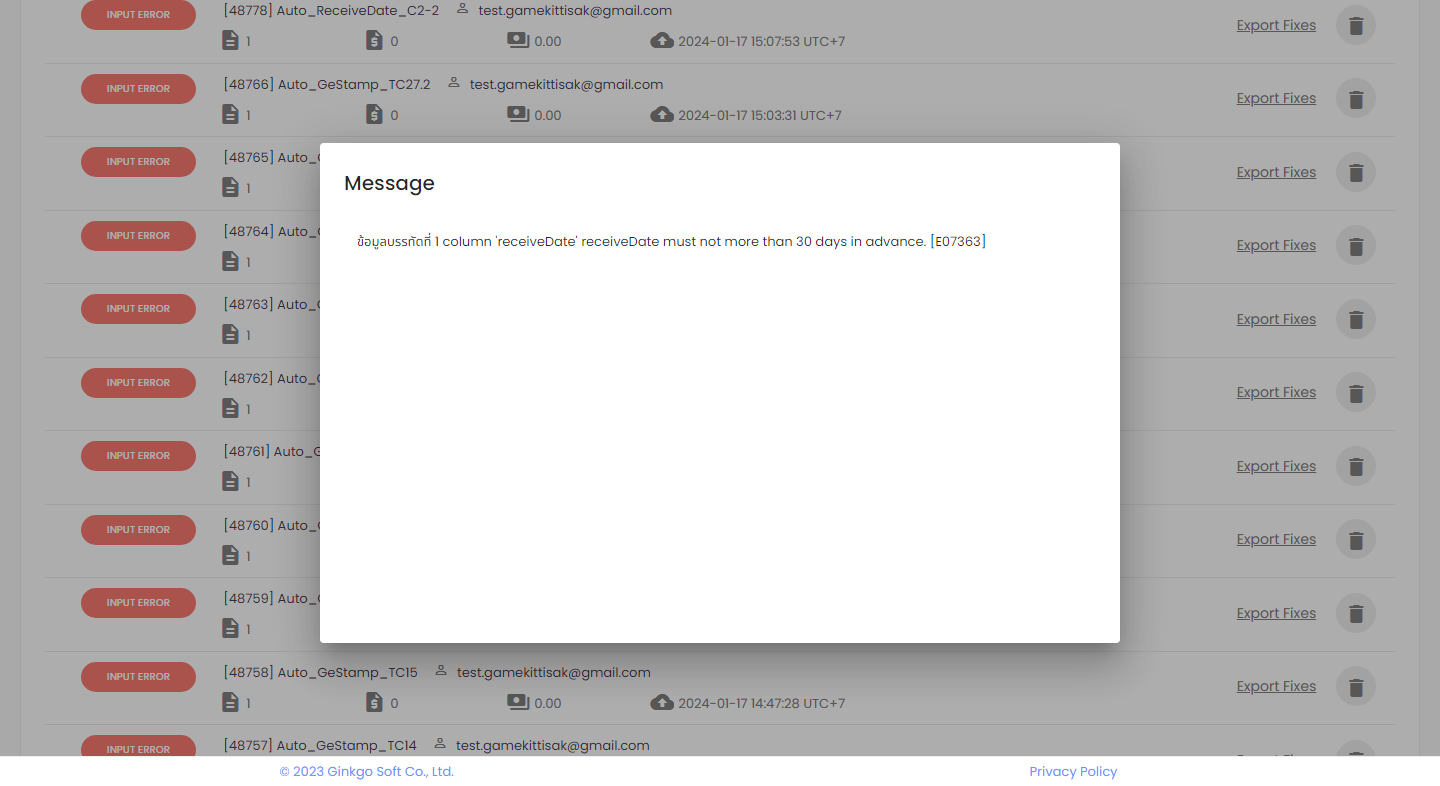 INPUT ERROR
[48778] Auto_ReceiveDate_C2-2 test.gamekittisak@gmail.com
1 0 0.00 2024-01-17 15:07:53 UTC+7
Export Fixes
INPUT ERROR
[48766] Auto_GeStamp_TC27.2 test.gamekittisak@gmail.com
1 0 0.00 2024-01-17 15:03:31 UTC+7
Export Fixes
INPUT ERROR
[48765] Auto_
1
Export Fixes
Message
ข้อมูลบรรทัดที่ 1 column 'receiveDate' receiveDate must not more than 30 days in advance. [E07363]
INPUT ERROR
[48764] Auto_
1
Export Fixes
INPUT ERROR
[48763] Auto_
1
Export Fixes
INPUT ERROR
[48762] Auto_
1
Export Fixes
INPUT ERROR
[48761] Auto_G
1
Export Fixes
INPUT ERROR
[48760] Auto_
1
Export Fixes
INPUT ERROR
[48759] Auto_
1
Export Fixes
INPUT ERROR
[48758] Auto_GeStamp_TC15 test.gamekittisak@gmail.com
1 0 0.00 2024-01-17 14:47:28 UTC+7
Export Fixes
INPUT ERROR
[48757] Auto_GeStamp_TC14 test.gamekittisak@gmail.com
© 2023 Ginkgo Soft Co., Ltd.
Privacy Policy